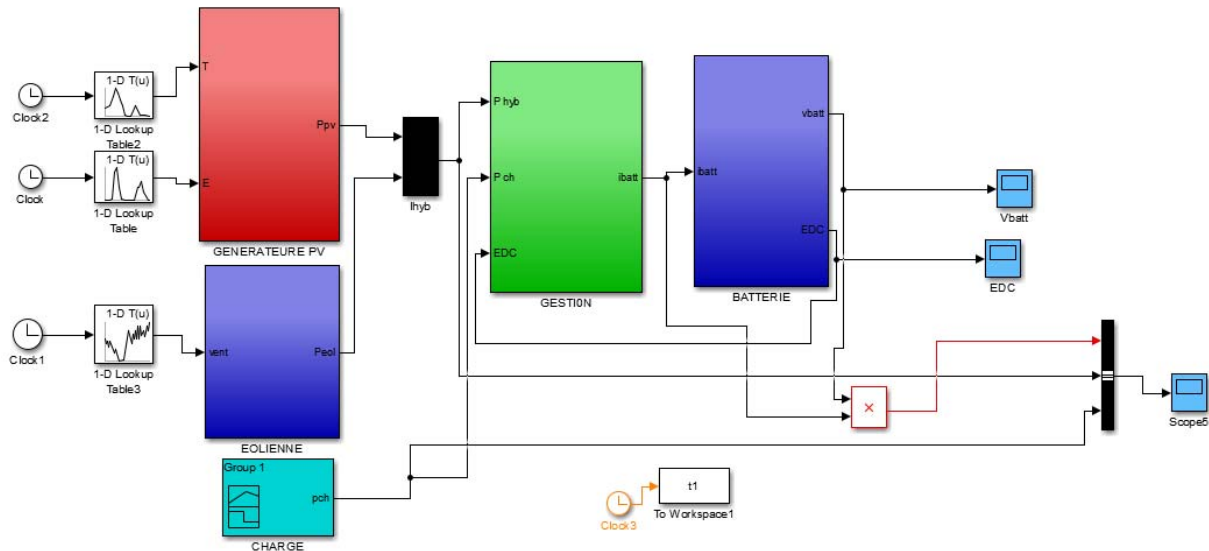 1-D T(u)
Clock2
1-D Lookup
Table2
1-D T(u)
Clock
1-D Lookup
Table
T
E
Ppv
GENERATEURE PV
1-D T(u)
Clock1
1-D Lookup
Table3
vent
Peol
EOLIENNE
Group 1
pch
CHARGE
Ihyb
P hyb
P ch
EDC
ibatt
GESTI0N
ibatt
vbatt
EDC
BATTERIE
Vbatt
EDC
×
Scope5
Clock3
t1
To Workspace1